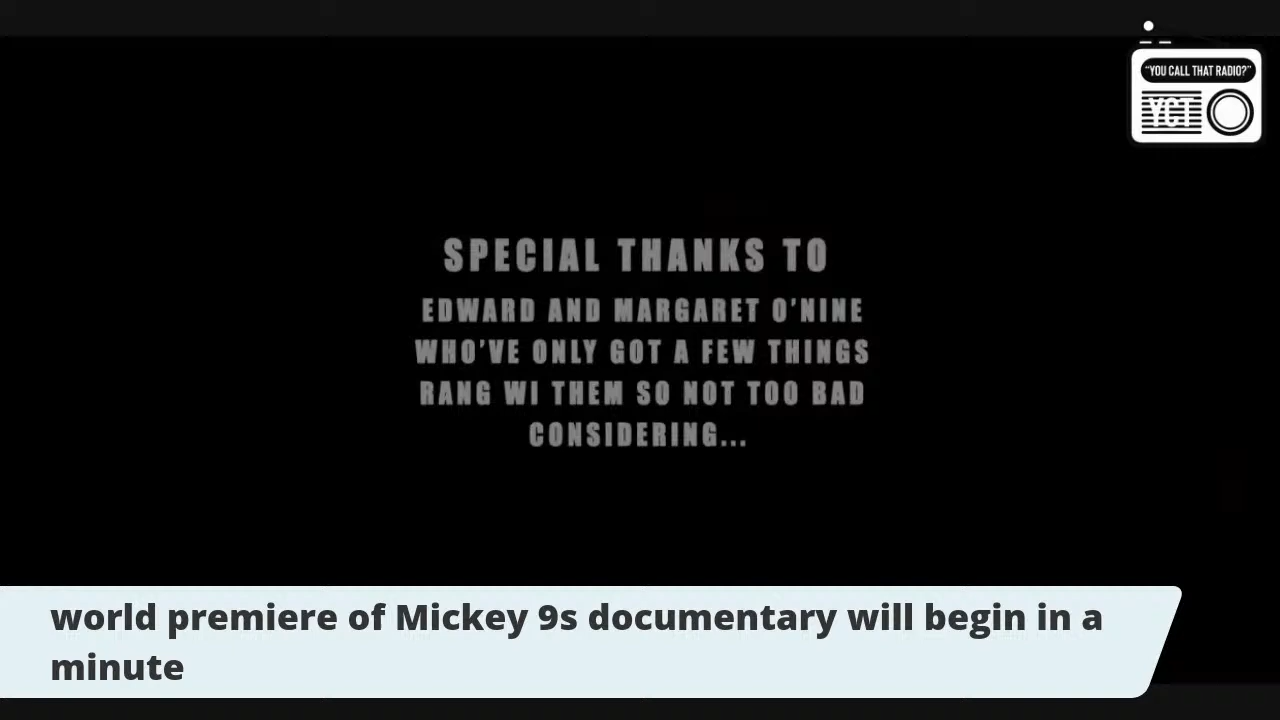 "YOU CALL THAT RADIO?"
YCT
SPECIAL THANKS TO
EDWARD AND MARGARET O'NINE
WHO'VE ONLY GOT A FEW THINGS
RANG WI THEM SO NOT TOO BAD
CONSIDERING...
world premiere of Mickey 9s documentary will begin in a
minute